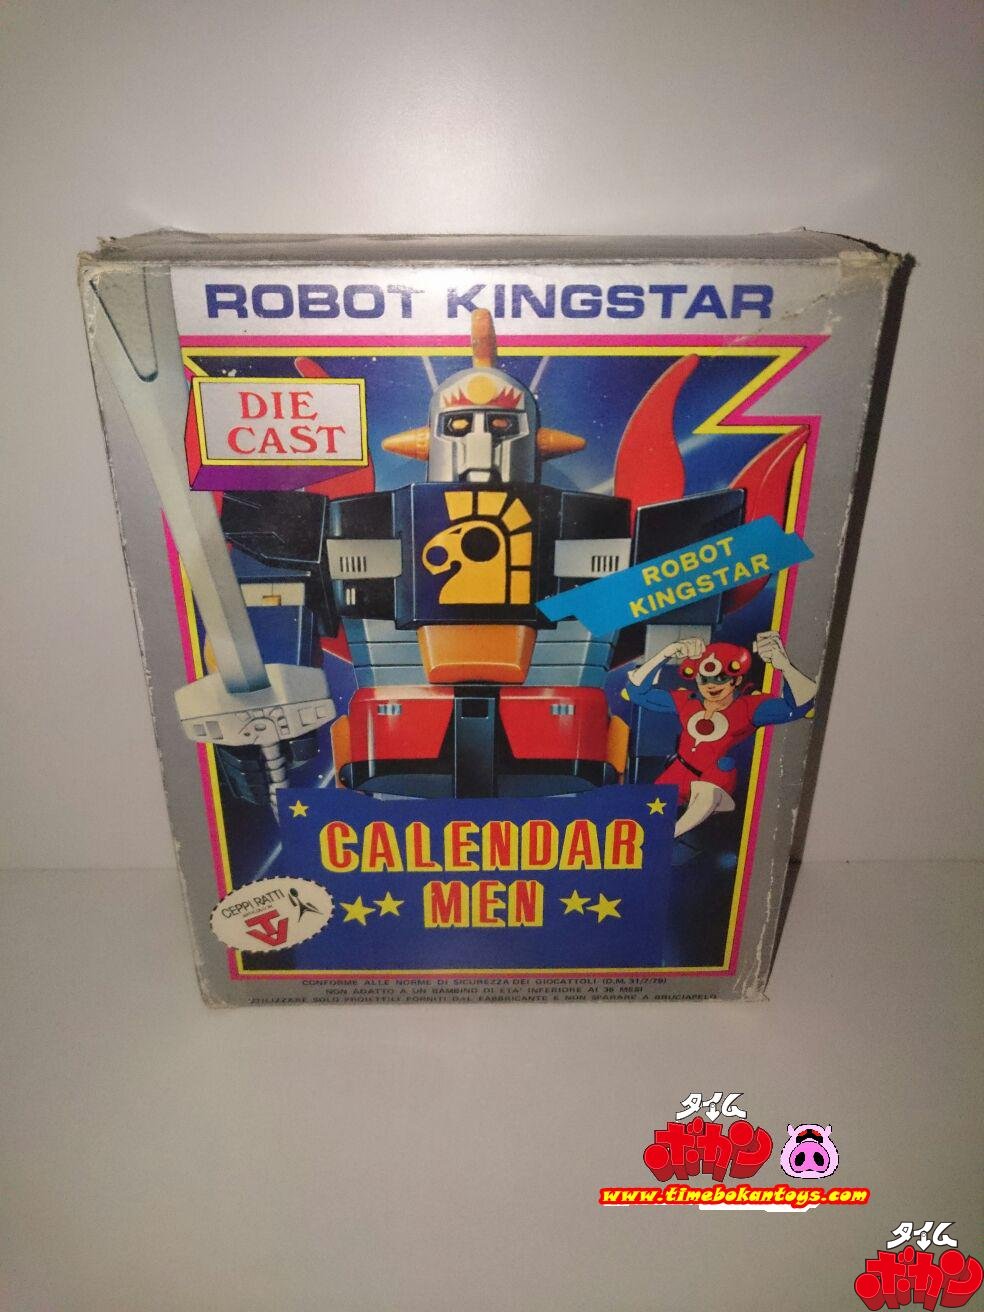 ROBOT KINGSTAR
DIE
CAST
ROBOT
KINGSTAR
CALENDAR
MEN
CEPPI RATTI
CONFORME ALLE NORME DI SICUREZZA DEI GIOCATTOLI (D.M. 31/7/79)
NON ADATTO A UN BAMBINO DI ETA' INFERIORE AI 36 MESI
UTILIZZARE SOLO PROIETTILI FORNITI DAL FABBRICANTE E NON SPARARE A BRUCIAPELO
タイム
ボカン
www.timebokantoys.com
タイム
ボカン